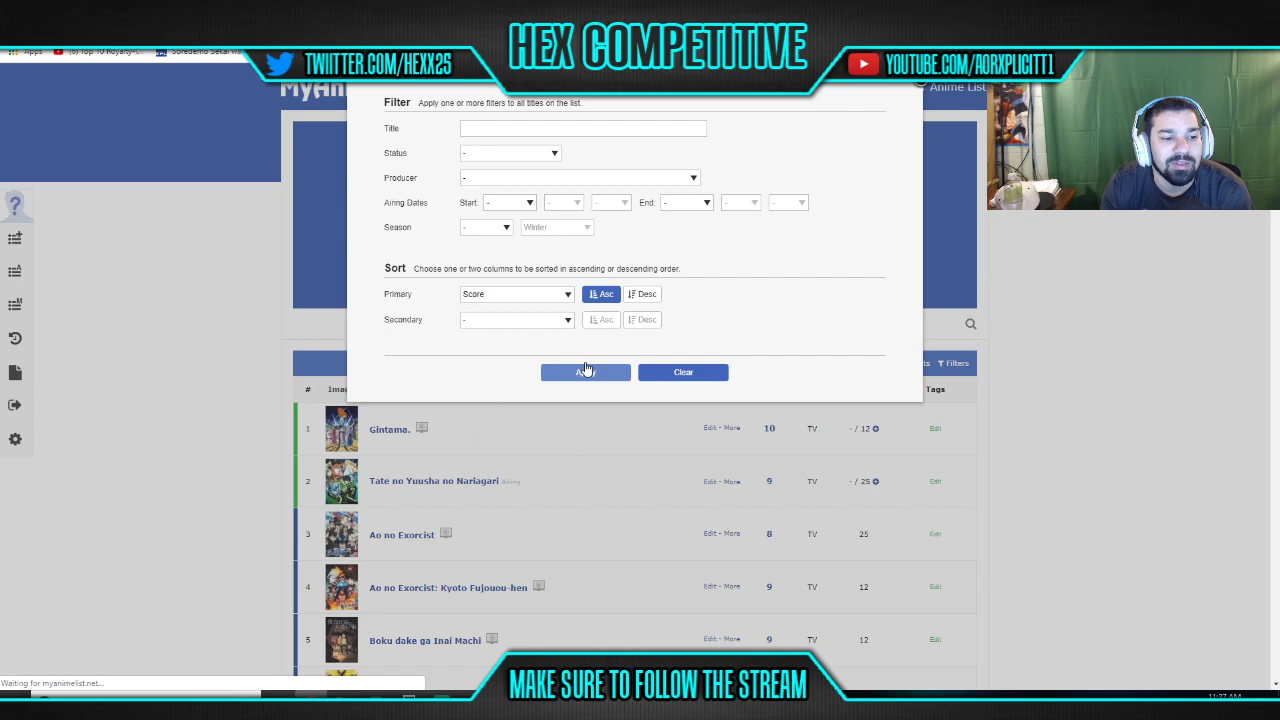 HEX COMPETITIVE
TWIITTER.COM/HEXX25
YOUTUBE.COM/AORXPLICITT1
Apps
Anime List
Filter Apply one or more filters to all titles on the list.
Title
Status -
Producer -
Airing Dates Start: - - - End: - - -
Season - Winter
Sort Choose one or two columns to be sorted in ascending or descending order.
Primary Score Asc Desc
Secondary - Asc Desc
Clear
Filters
# Tags
1 Gintama. Edit - More 10 TV - / 12 Edit
2 Tate no Yuusha no Nariagari Airing Edit - More 9 TV - / 25 Edit
3 Ao no Exorcist Edit - More 8 TV 25 Edit
4 Ao no Exorcist: Kyoto Fujouou-hen Edit - More 9 TV 12 Edit
5 Boku dake ga Inai Machi Edit - More 9 TV 12 Edit
Waiting for myanimelist.net...
MAKE SURE TO FOLLOW THE STREAM